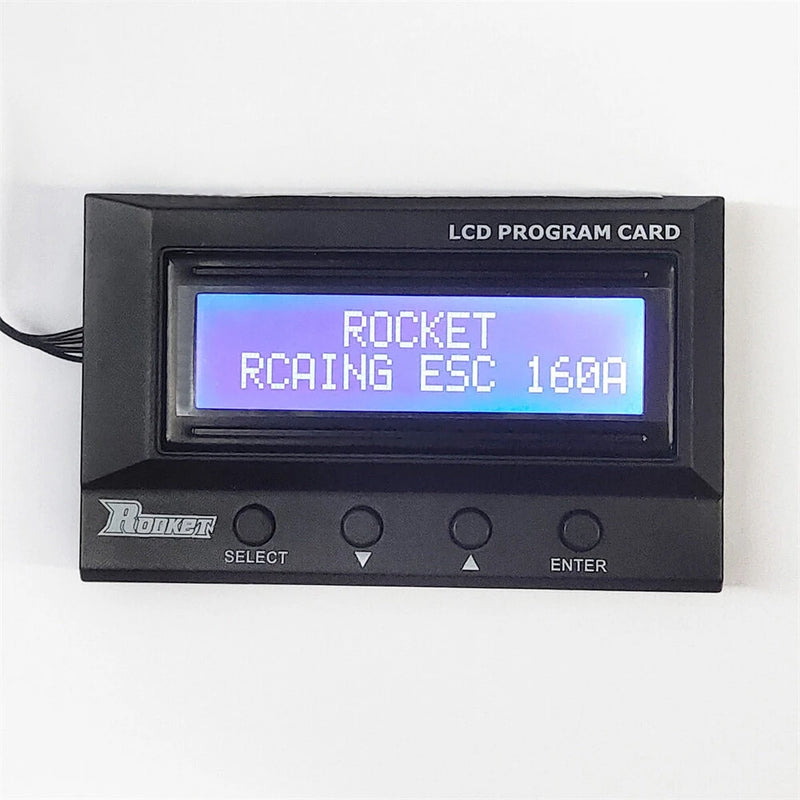 LCD PROGRAM CARD
ROCKET
RCAING ESC 160A
ROCKET
SELECT
▼
▲
ENTER